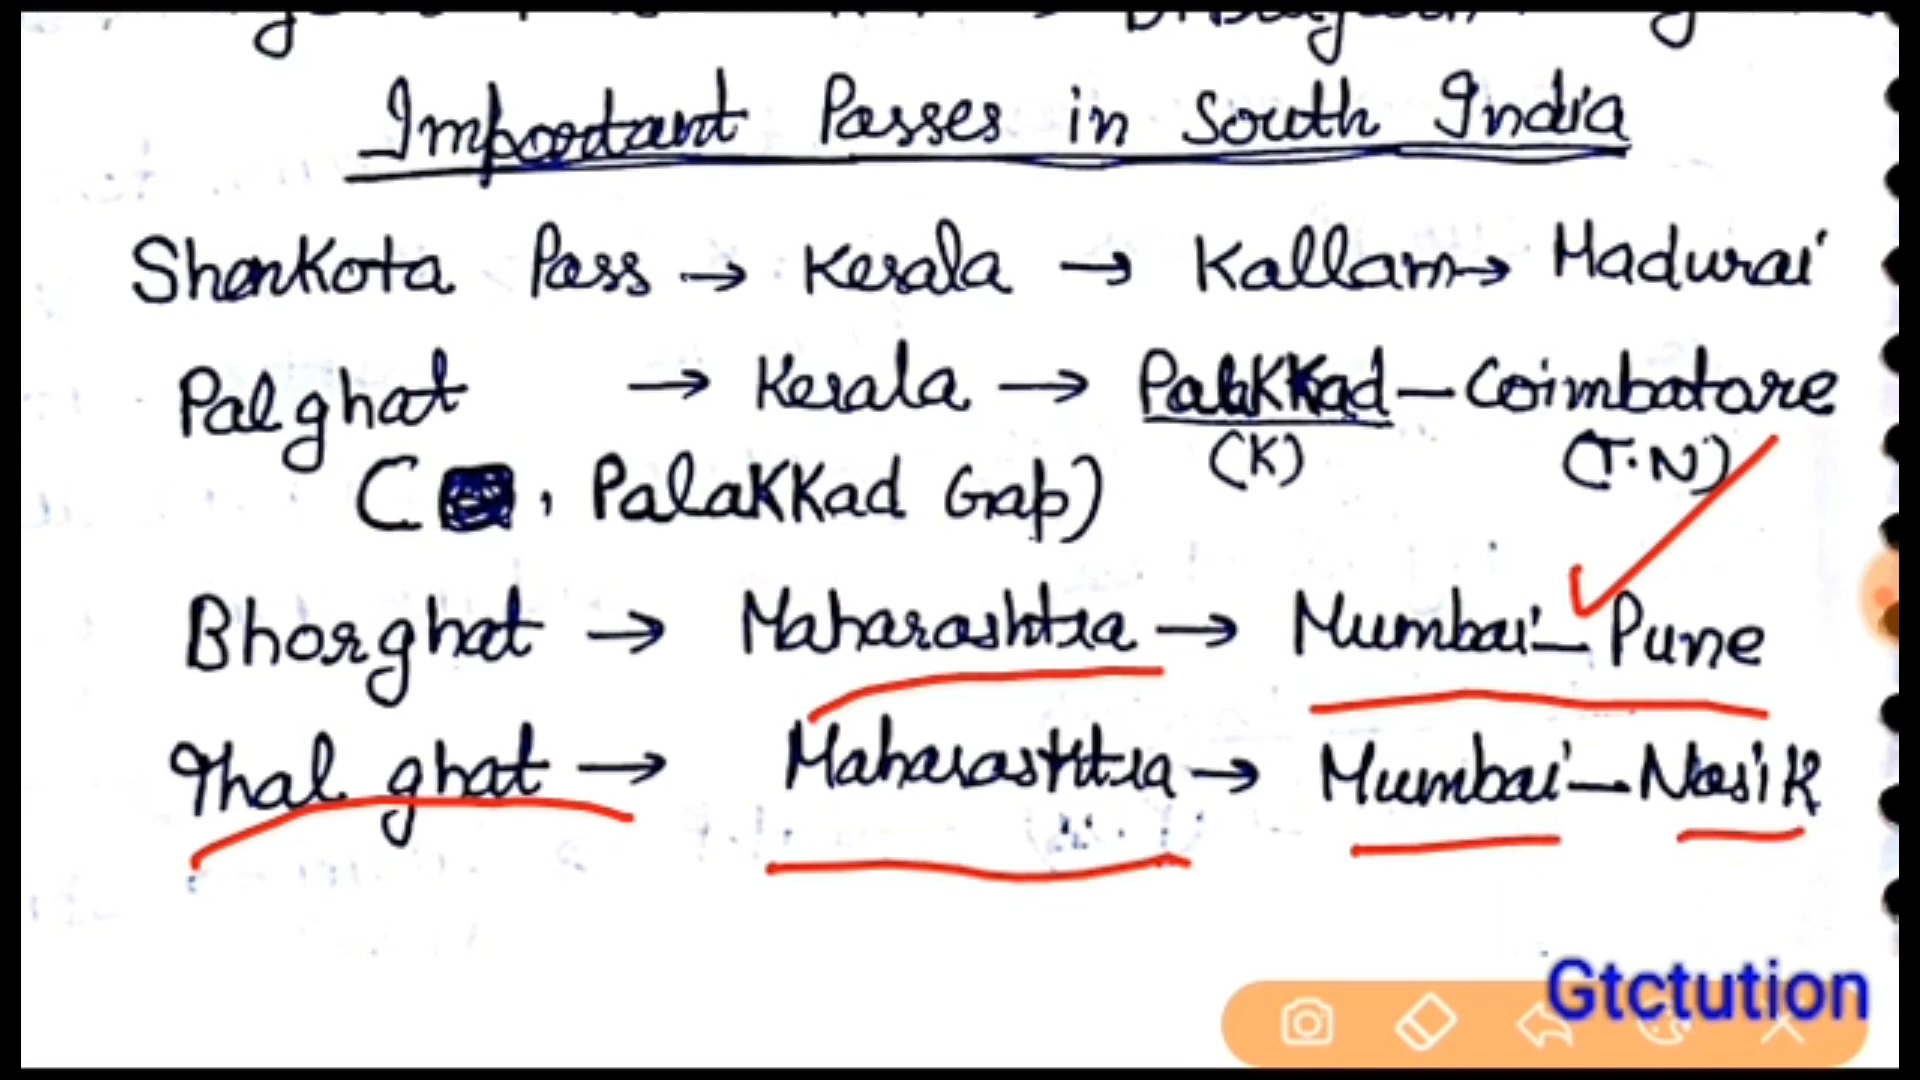 Important Passes in South India
Shenkota Pass → Kerala → Kallam → Madurai
Palghat → Kerala → Palakkad – Coimbatore
(K) (T.N)
( , Palakkad Gap)
Bhorghat → Maharashtra → Mumbai – Pune
Thal ghat → Maharashtra → Mumbai – Nasik
Gtctution